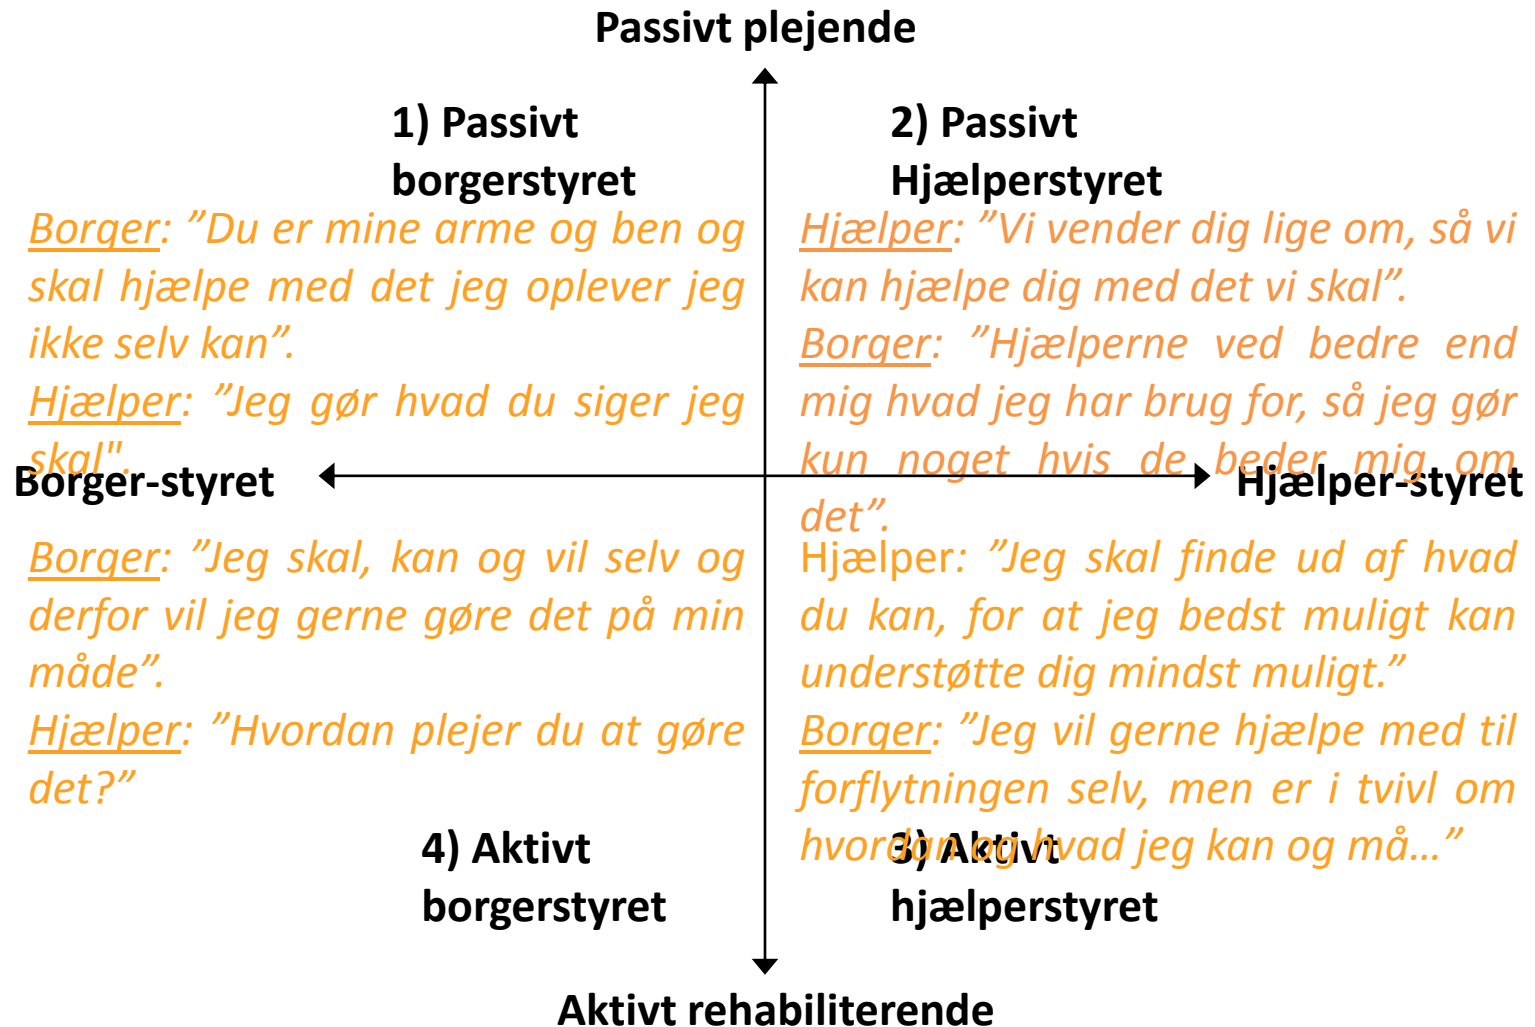 Passivt plejende
1) Passivt
borgerstyret
2) Passivt
Hjælperstyret
Borger: ”Du er mine arme og ben og
skal hjælpe med det jeg oplever jeg
ikke selv kan”.
Hjælper: ”Jeg gør hvad du siger jeg
skal".
Hjælper: ”Vi vender dig lige om, så vi
kan hjælpe dig med det vi skal”.
Borger: ”Hjælperne ved bedre end
mig hvad jeg har brug for, så jeg gør
kun noget hvis de beder mig om
det”.
Borger-styret
Hjælper-styret
Borger: ”Jeg skal, kan og vil selv og
derfor vil jeg gerne gøre det på min
måde”.
Hjælper: ”Hvordan plejer du at gøre
det?”
Hjælper: ”Jeg skal finde ud af hvad
du kan, for at jeg bedst muligt kan
understøtte dig mindst muligt.”
Borger: ”Jeg vil gerne hjælpe med til
forflytningen selv, men er i tvivl om
hvordan og hvad jeg kan og må…”
4) Aktivt
borgerstyret
3) Aktivt
hjælperstyret
Aktivt rehabiliterende